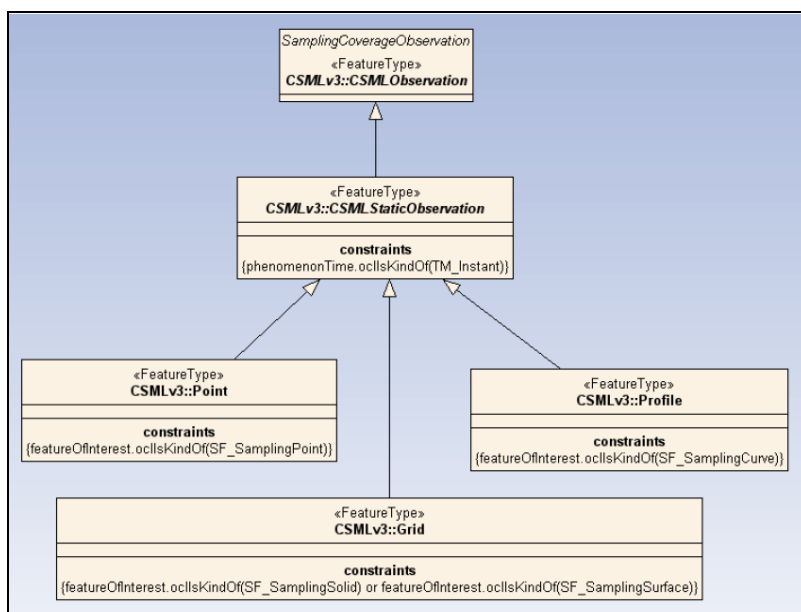 SamplingCoverageObservation
«FeatureType»
CSMLv3::CSMLObservation
«FeatureType»
CSMLv3::CSMLStaticObservation
constraints
{phenomenonTime.oclIsKindOf(TM_Instant)}
«FeatureType»
CSMLv3::Point
constraints
{featureOfInterest.oclIsKindOf(SF_SamplingPoint)}
«FeatureType»
CSMLv3::Profile
constraints
{featureOfInterest.oclIsKindOf(SF_SamplingCurve)}
«FeatureType»
CSMLv3::Grid
constraints
{featureOfInterest.oclIsKindOf(SF_SamplingSolid) or featureOfInterest.oclIsKindOf(SF_SamplingSurface)}